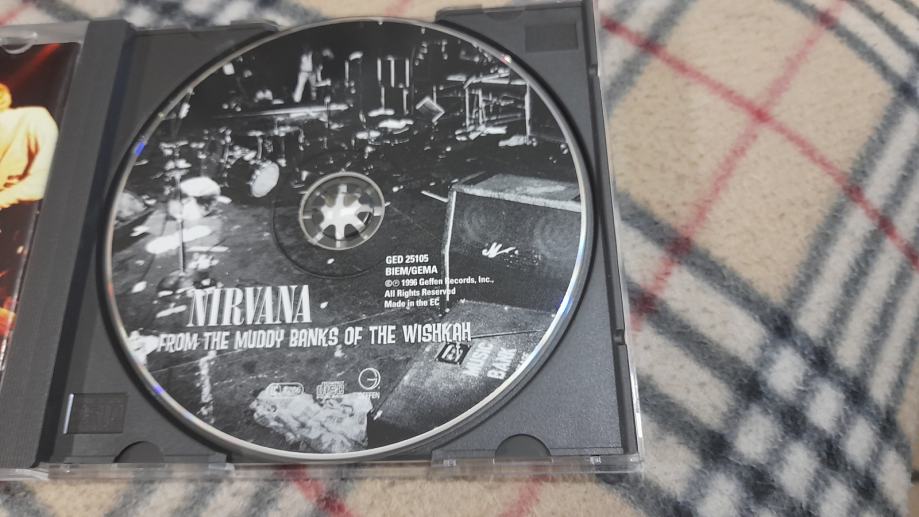 GED 25105
BIEM/GEMA
©℗ 1996 Geffen Records, Inc.,
All Rights Reserved
Made in the EC
NIRVANA
FROM THE MUDDY BANKS OF THE WISHKAH
MUSIC
BANK
GEFFEN